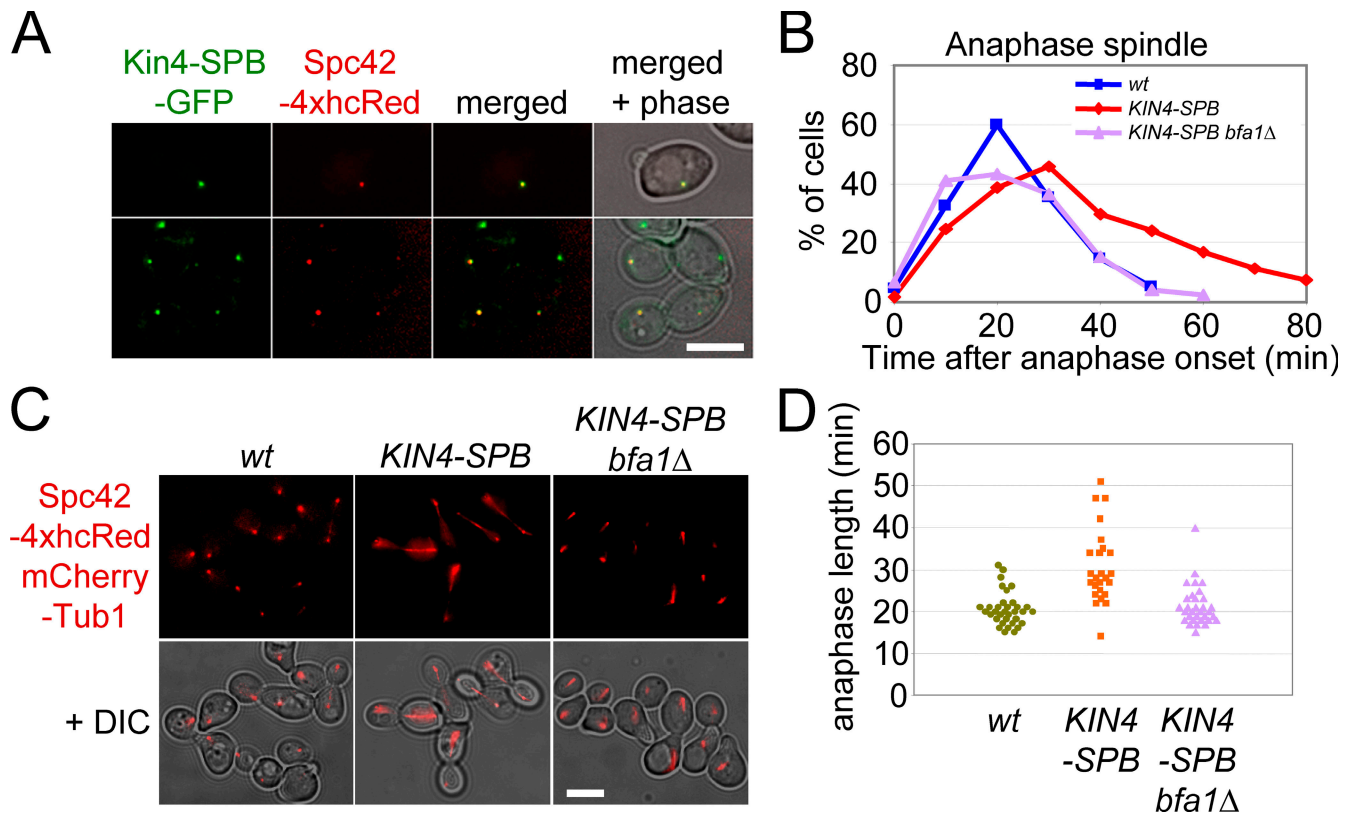 A
Kin4-SPB
-GFP
Spc42
-4xhcRed
merged
merged
+ phase
B
Anaphase spindle
% of cells
80
60
40
20
0
wt
KIN4-SPB
KIN4-SPB bfa1Δ
0 20 40 60 80
Time after anaphase onset (min)
C
wt
KIN4-SPB
KIN4-SPB
bfa1Δ
Spc42
-4xhcRed
mCherry
-Tub1
+ DIC
D
anaphase length (min)
60
50
40
30
20
10
0
wt
KIN4
-SPB
KIN4
-SPB
bfa1Δ